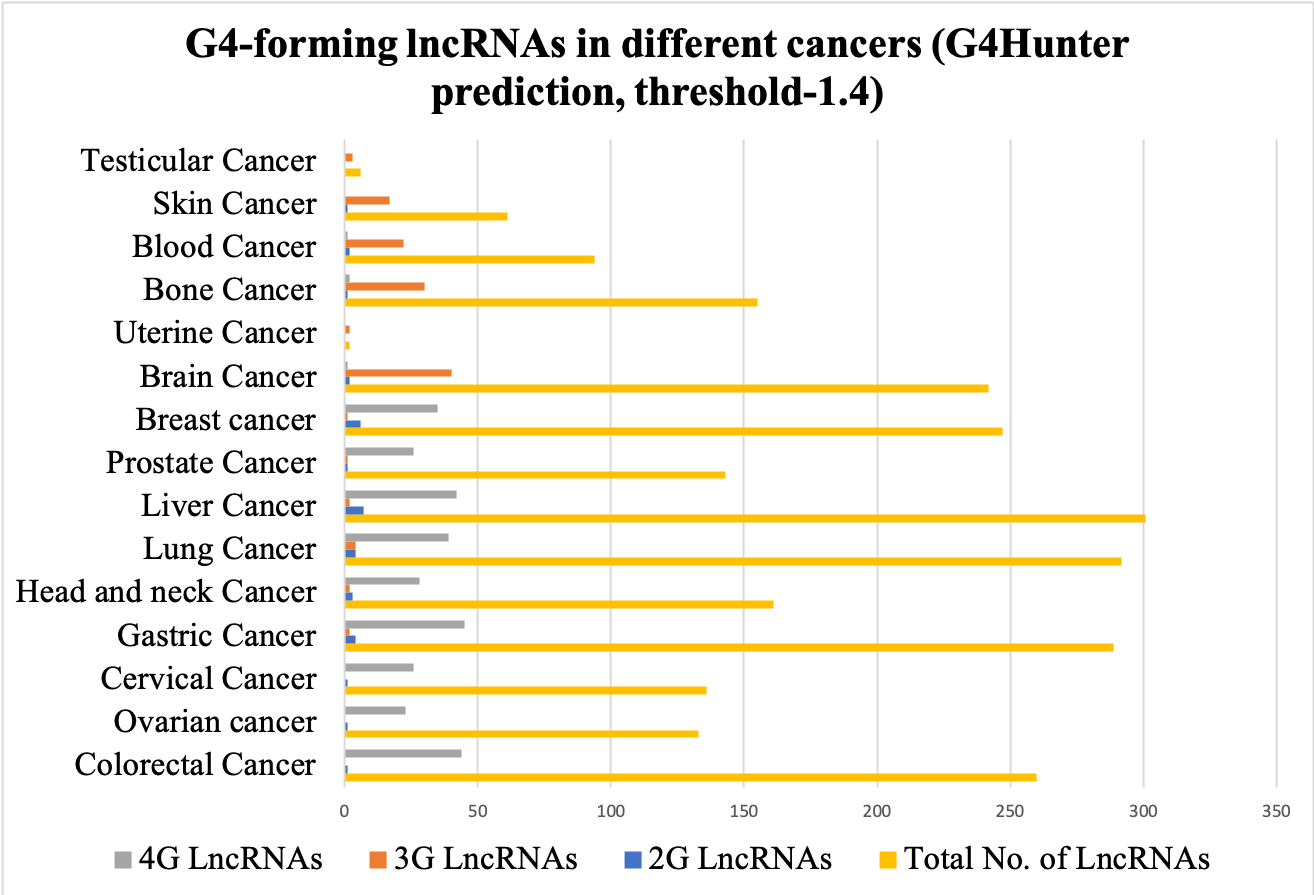 G4-forming lncRNAs in different cancers (G4Hunter
prediction, threshold-1.4)
Testicular Cancer
Skin Cancer
Blood Cancer
Bone Cancer
Uterine Cancer
Brain Cancer
Breast cancer
Prostate Cancer
Liver Cancer
Lung Cancer
Head and neck Cancer
Gastric Cancer
Cervical Cancer
Ovarian cancer
Colorectal Cancer
0 50 100 150 200 250 300 350
4G LncRNAs 3G LncRNAs 2G LncRNAs Total No. of LncRNAs